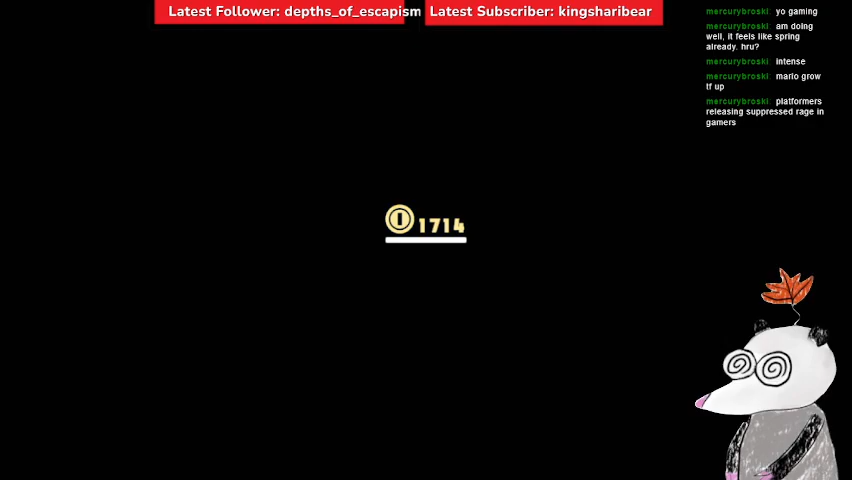 Latest Follower: depths_of_escapism Latest Subscriber: kingsharibear
mercurybroski yo gaming
mercurybroski am doing
well, it feels like spring
already. hru?
mercurybroski intense
mercurybroski mario grow
tf up
mercurybroski platformers
releasing suppressed rage in
gamers
1714